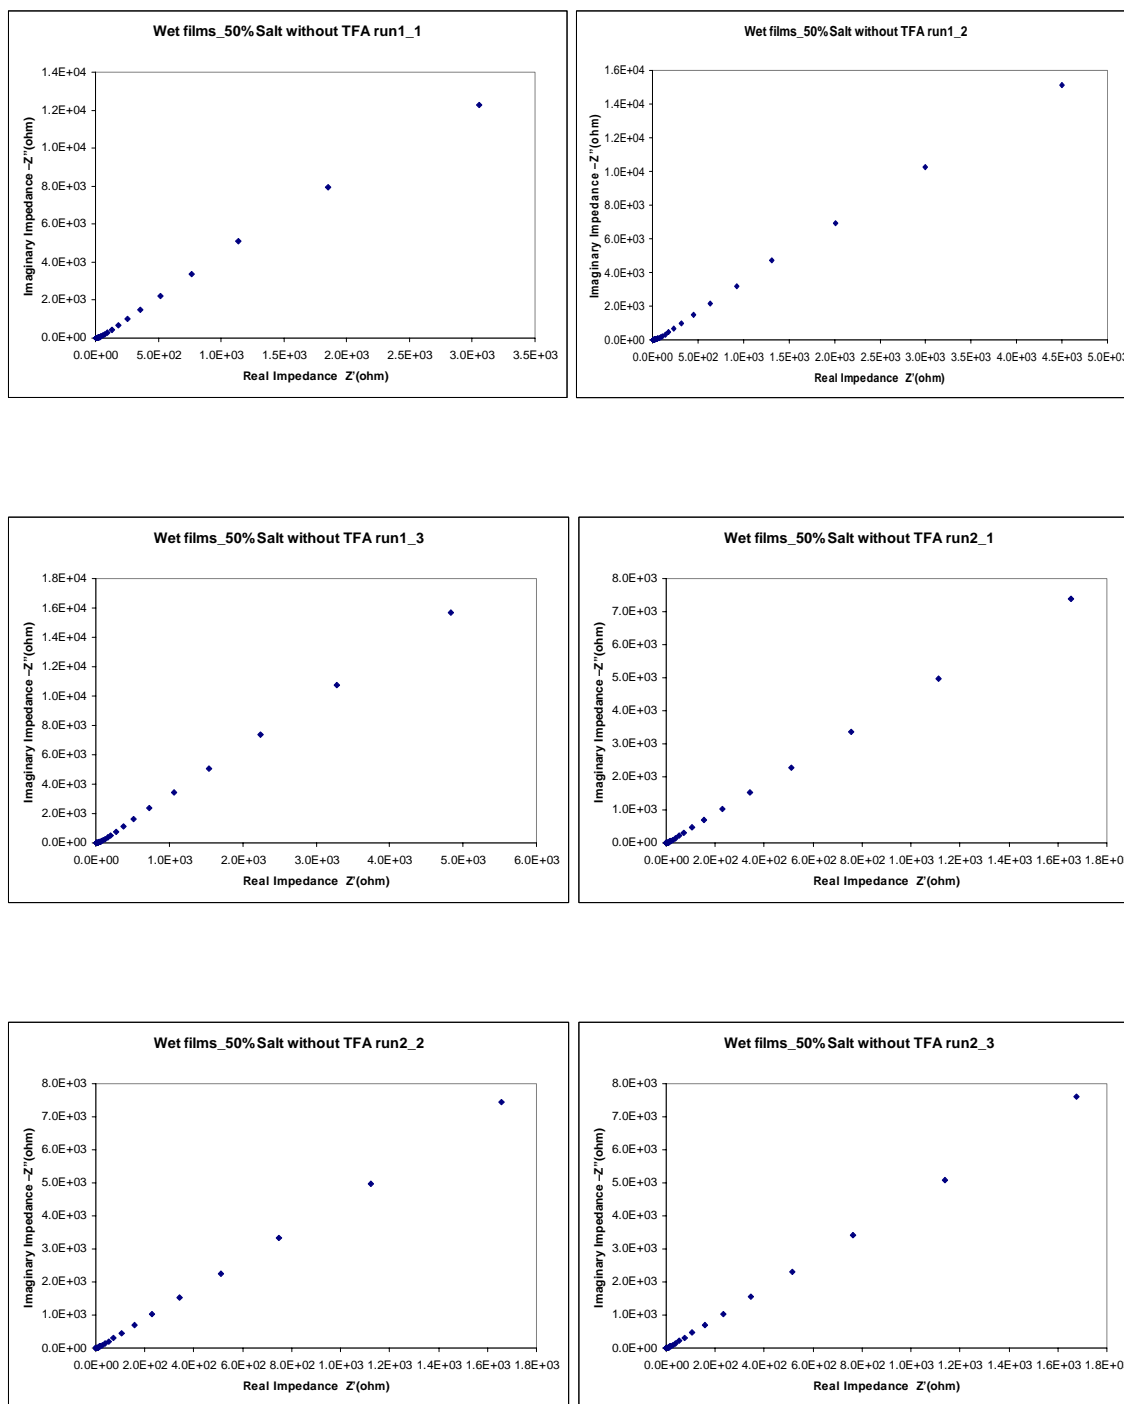 Wet films_50% Salt without TFA run1_1
1.4E+04
1.2E+04
1.0E+04
8.0E+03
6.0E+03
4.0E+03
2.0E+03
0.0E+00
0.0E+00 5.0E+02 1.0E+03 1.5E+03 2.0E+03 2.5E+03 3.0E+03 3.5E+03
Imaginary Impedance –Z''(ohm)
Real Impedance Z'(ohm)
Wet films_50% Salt without TFA run1_2
1.6E+04
1.4E+04
1.2E+04
1.0E+04
8.0E+03
6.0E+03
4.0E+03
2.0E+03
0.0E+00
0.0E+00 5.0E+02 1.0E+03 1.5E+03 2.0E+03 2.5E+03 3.0E+03 3.5E+03 4.0E+03 4.5E+03 5.0E+03
Imaginary Impedance –Z''(ohm)
Real Impedance Z'(ohm)
Wet films_50% Salt without TFA run1_3
1.8E+04
1.6E+04
1.4E+04
1.2E+04
1.0E+04
8.0E+03
6.0E+03
4.0E+03
2.0E+03
0.0E+00
0.0E+00 1.0E+03 2.0E+03 3.0E+03 4.0E+03 5.0E+03 6.0E+03
Imaginary Impedance –Z''(ohm)
Real Impedance Z'(ohm)
Wet films_50% Salt without TFA run2_1
8.0E+03
7.0E+03
6.0E+03
5.0E+03
4.0E+03
3.0E+03
2.0E+03
1.0E+03
0.0E+00
0.0E+00 2.0E+02 4.0E+02 6.0E+02 8.0E+02 1.0E+03 1.2E+03 1.4E+03 1.6E+03 1.8E+03
Imaginary Impedance –Z''(ohm)
Real Impedance Z'(ohm)
Wet films_50% Salt without TFA run2_2
8.0E+03
7.0E+03
6.0E+03
5.0E+03
4.0E+03
3.0E+03
2.0E+03
1.0E+03
0.0E+00
0.0E+00 2.0E+02 4.0E+02 6.0E+02 8.0E+02 1.0E+03 1.2E+03 1.4E+03 1.6E+03 1.8E+03
Imaginary Impedance –Z''(ohm)
Real Impedance Z'(ohm)
Wet films_50% Salt without TFA run2_3
8.0E+03
7.0E+03
6.0E+03
5.0E+03
4.0E+03
3.0E+03
2.0E+03
1.0E+03
0.0E+00
0.0E+00 2.0E+02 4.0E+02 6.0E+02 8.0E+02 1.0E+03 1.2E+03 1.4E+03 1.6E+03 1.8E+03
Imaginary Impedance –Z''(ohm)
Real Impedance Z'(ohm)